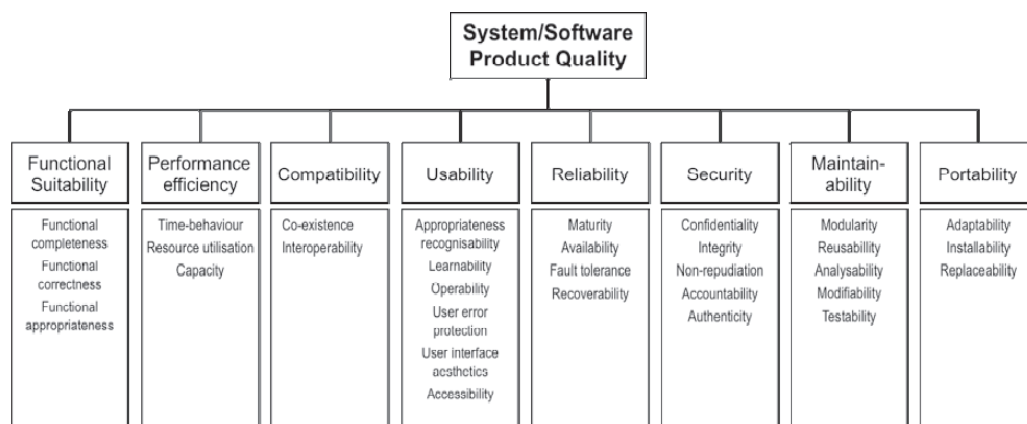 System/Software
Product Quality
Functional
Suitability
Functional
completeness
Functional
correctness
Functional
appropriateness
Performance
efficiency
Time-behaviour
Resource utilisation
Capacity
Compatibility
Co-existence
Interoperability
Usability
Appropriateness
recognisability
Learnability
Operability
User error
protection
User interface
aesthetics
Accessibility
Reliability
Maturity
Availability
Fault tolerance
Recoverability
Security
Confidentiality
Integrity
Non-repudiation
Accountability
Authenticity
Maintain-
ability
Modularity
Reusabillity
Analysability
Modifiability
Testability
Portability
Adaptability
Installability
Replaceability